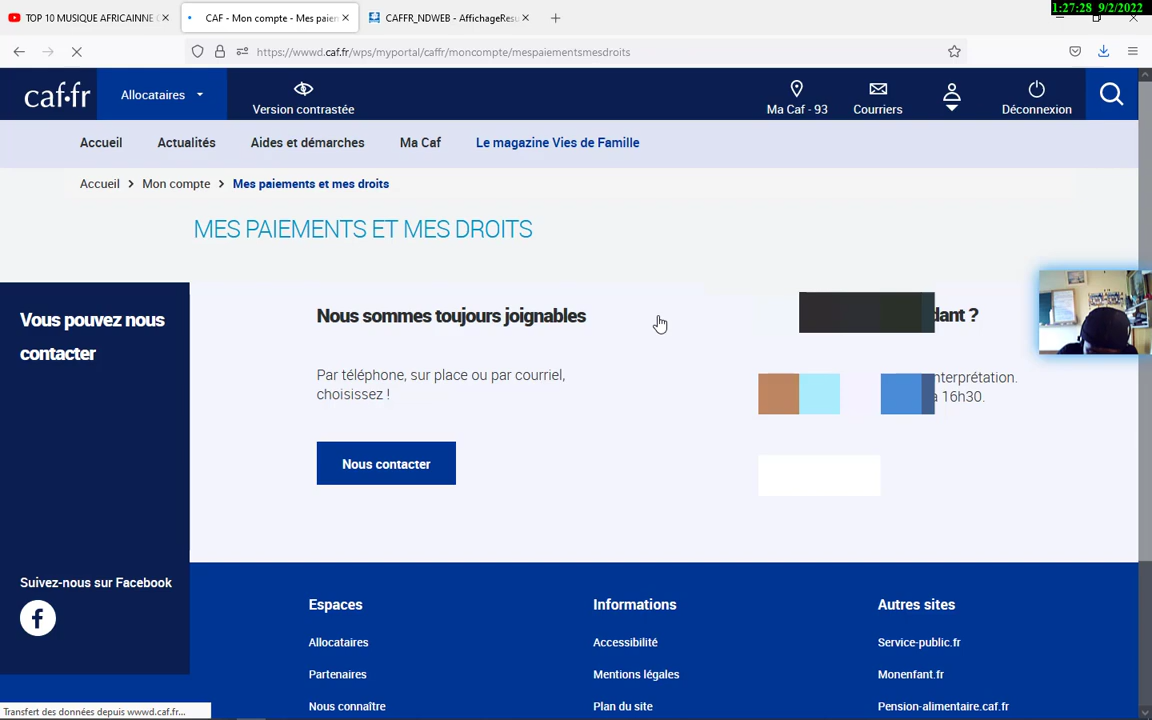 1:27:28 9/2/2022
TOP 10 MUSIQUE AFRICAINNE
CAF - Mon compte - Mes paien
CAFFR_NDWEB - AffichageResu
https://wwwd.caf.fr/wps/myportal/caffr/moncompte/mespaiementsmesdroits
caf.fr
Allocataires
Version contrastée
Ma Caf - 93
Courriers
Déconnexion
Accueil
Actualités
Aides et démarches
Ma Caf
Le magazine Vies de Famille
Accueil > Mon compte > Mes paiements et mes droits
MES PAIEMENTS ET MES DROITS
Vous pouvez nous
contacter
Nous sommes toujours joignables
dant ?
Par téléphone, sur place ou par courriel,
choisissez !
nterprétation.
à 16h30.
Nous contacter
Suivez-nous sur Facebook
Espaces
Informations
Autres sites
Allocataires
Accessibilité
Service-public.fr
Partenaires
Mentions légales
Monenfant.fr
Nous connaître
Plan du site
Pension-alimentaire.caf.fr
Transfert des données depuis wwwd.caf.fr...